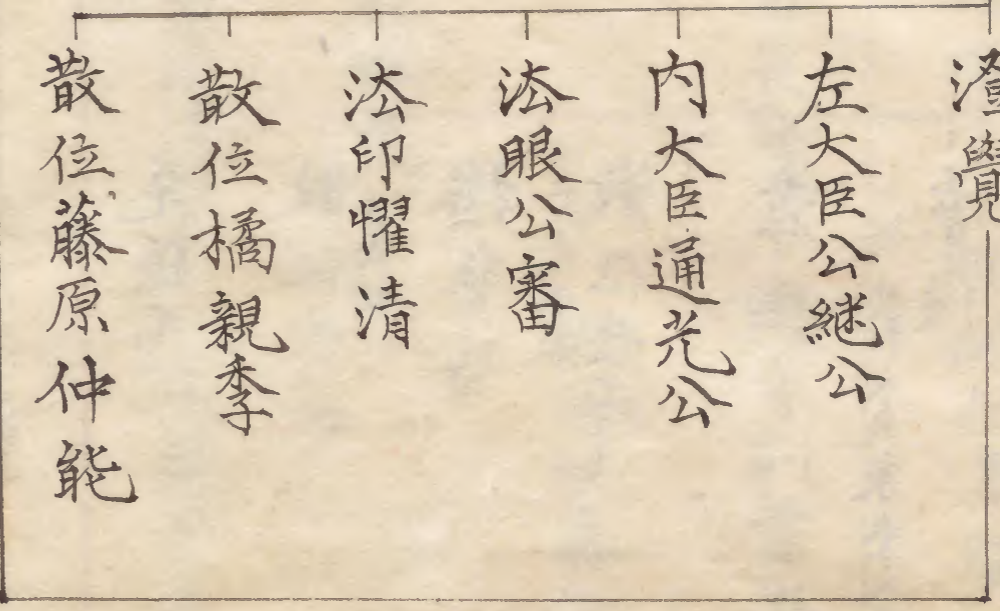 澄覺
左大臣公継公
内大臣通光公
法眼公審
法印懼清
散位橘親季
散位藤原仲能